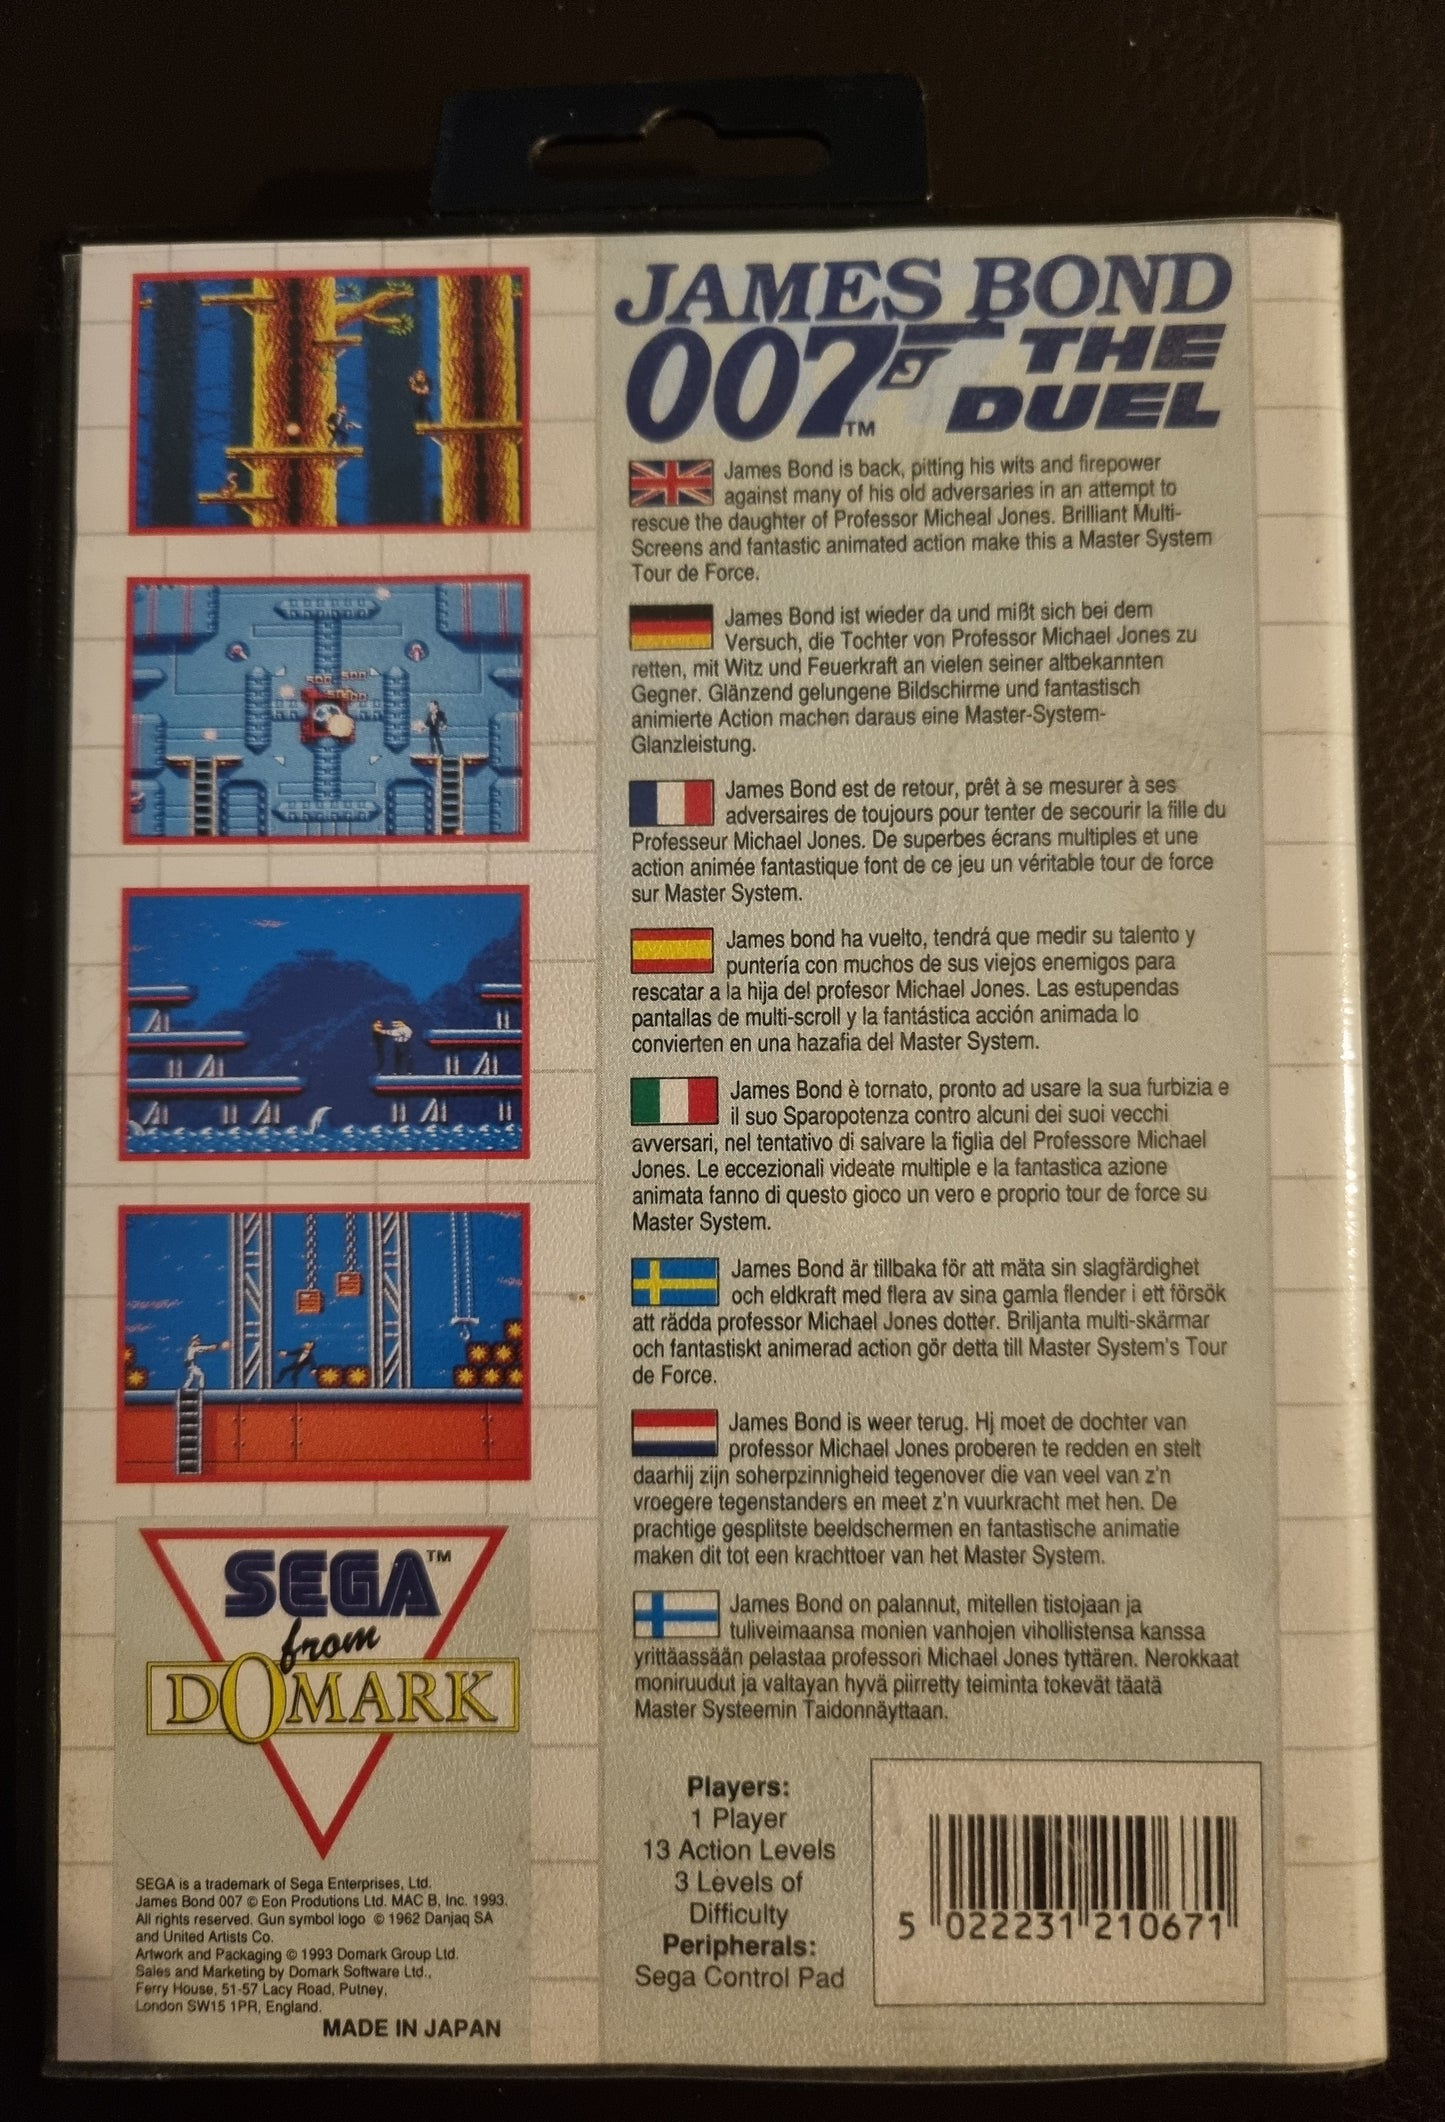 JAMES BOND
007™ THE
DUEL
James Bond is back, pitting his wits and firepower
against many of his old adversaries in an attempt to
rescue the daughter of Professor Micheal Jones. Brilliant Multi-
Screens and fantastic animated action make this a Master System
Tour de Force.
James Bond ist wieder da und mißt sich bei dem
Versuch, die Tochter von Professor Michael Jones zu
retten, mit Witz und Feuerkraft an vielen seiner altbekannten
Gegner. Glänzend gelungene Bildschirme und fantastisch
animierte Action machen daraus eine Master-System-
Glanzleistung.
James Bond est de retour, prêt à se mesurer à ses
adversaires de toujours pour tenter de secourir la fille du
Professeur Michael Jones. De superbes écrans multiples et une
action animée fantastique font de ce jeu un véritable tour de force
sur Master System.
James bond ha vuelto, tendrá que medir su talento y
puntería con muchos de sus viejos enemigos para
rescatar a la hija del profesor Michael Jones. Las estupendas
pantallas de multi-scroll y la fantástica acción animada lo
convierten en una hazafia del Master System.
James Bond è tornato, pronto ad usare la sua furbizia e
il suo Sparopotenza contro alcuni dei suoi vecchi
avversari, nel tentativo di salvare la figlia del Professore Michael
Jones. Le eccezionali videate multiple e la fantastica azione
animata fanno di questo gioco un vero e proprio tour de force su
Master System.
James Bond är tillbaka för att mäta sin slagfärdighet
och eldkraft med flera av sina gamla flender i ett försök
att rädda professor Michael Jones dotter. Briljanta multi-skärmar
och fantastiskt animerad action gör detta till Master System's Tour
de Force.
James Bond is weer terug. Hj moet de dochter van
professor Michael Jones proberen te redden en stelt
daarhij zijn soherpzinnigheid tegenover die van veel van z'n
vroegere tegenstanders en meet z'n vuurkracht met hen. De
prachtige gesplitste beeldschermen en fantastische animatie
maken dit tot een krachttoer van het Master System.
James Bond on palannut, mitellen tistojaan ja
tuliveimaansa monien vanhojen vihollistensa kanssa
yrittäassään pelastaa professori Michael Jones tyttären. Nerokkaat
moniruudut ja valtayan hyvä piirretty teiminta tokevät täatä
Master Systeemin Taidonnäyttaan.
500 500
500
SEGA™
from
DOMARK
SEGA is a trademark of Sega Enterprises, Ltd.
James Bond 007 © Eon Produtions Ltd. MAC B, Inc. 1993.
All rights reserved. Gun symbol logo © 1962 Danjaq SA
and United Artists Co.
Artwork and Packaging © 1993 Domark Group Ltd.
Sales and Marketing by Domark Software Ltd.,
Ferry House, 51-57 Lacy Road, Putney,
London SW15 1PR, England.
MADE IN JAPAN
Players:
1 Player
13 Action Levels
3 Levels of
Difficulty
Peripherals:
Sega Control Pad
5 022231 210671